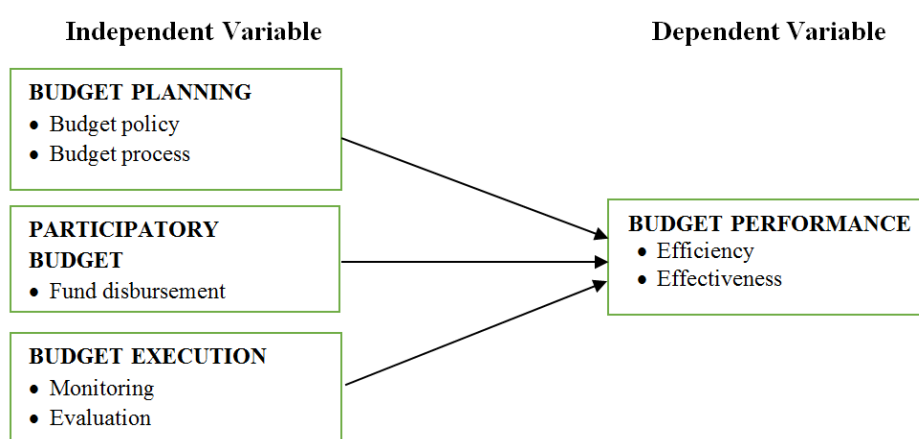 Independent Variable
Dependent Variable
BUDGET PLANNING
• Budget policy
• Budget process
PARTICIPATORY
BUDGET
• Fund disbursement
BUDGET EXECUTION
• Monitoring
• Evaluation
BUDGET PERFORMANCE
• Efficiency
• Effectiveness